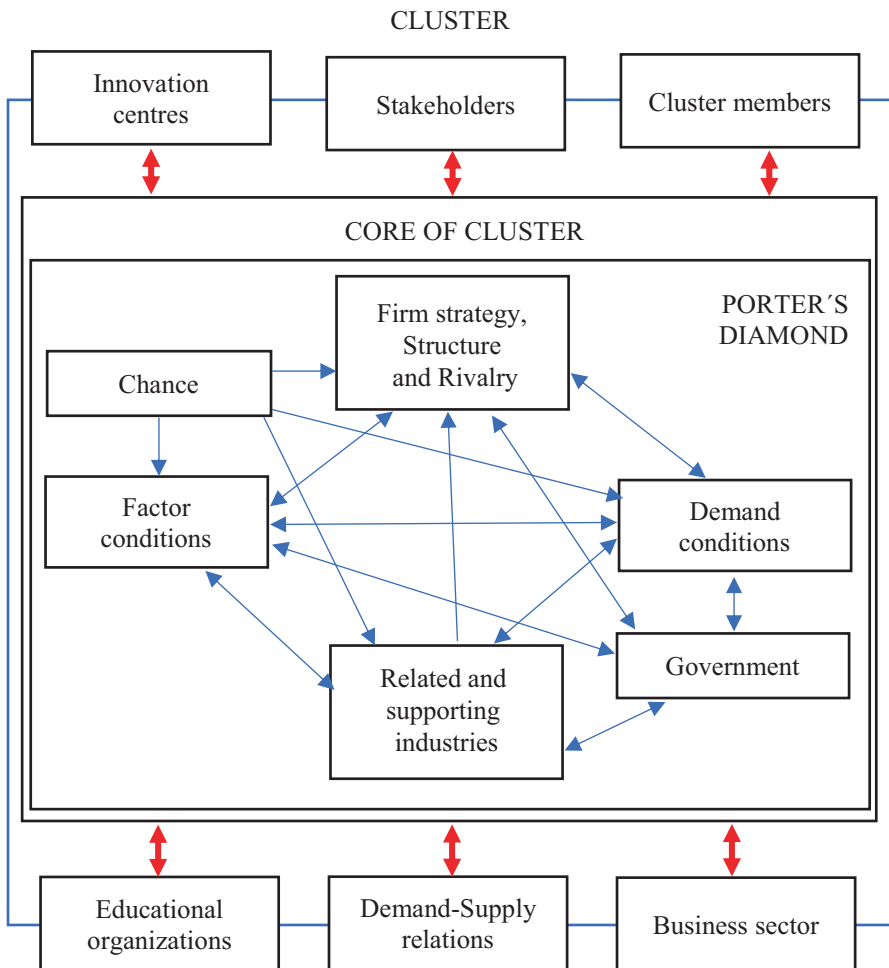 CLUSTER
Innovation
centres
Stakeholders
Cluster members
CORE OF CLUSTER
PORTER´S
DIAMOND
Firm strategy,
Structure
and Rivalry
Chance
Factor
conditions
Demand
conditions
Related and
supporting
industries
Government
Educational
organizations
Demand-Supply
relations
Business sector